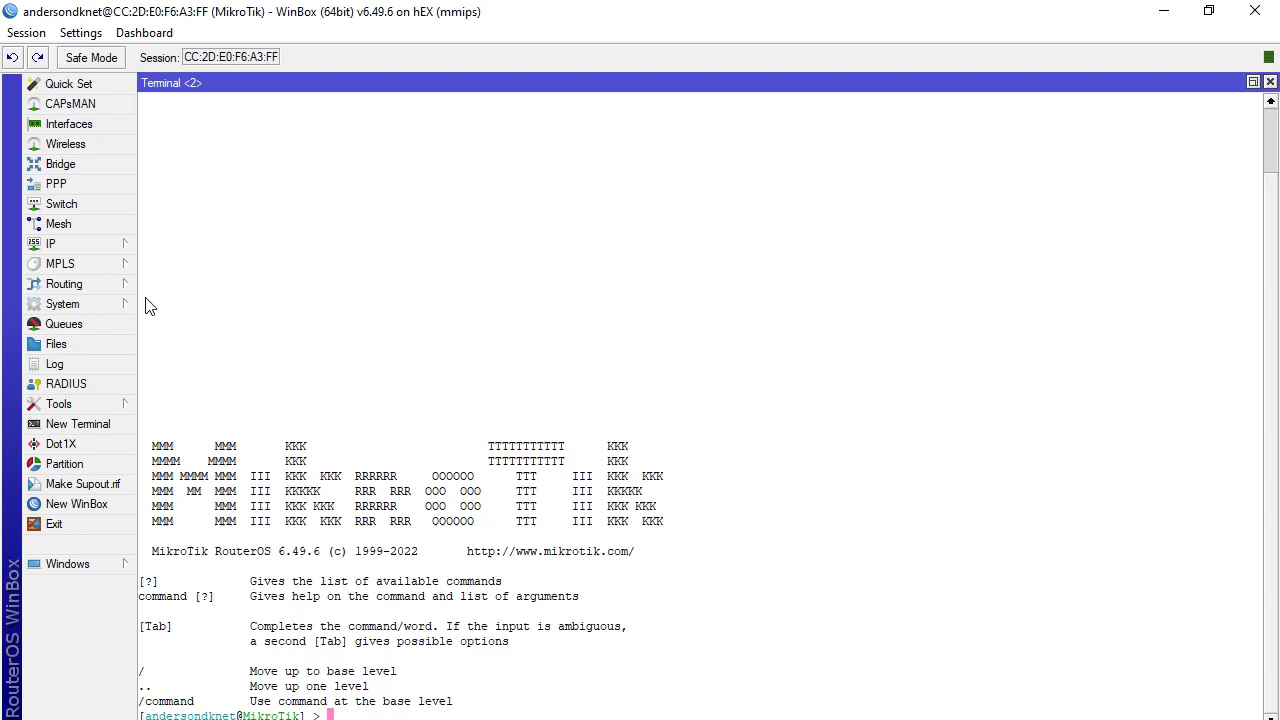 andersondknet@CC:2D:E0:F6:A3:FF (MikroTik) - WinBox (64bit) v6.49.6 on hEX (mmips)
Session Settings Dashboard
Safe Mode Session: CC:2D:E0:F6:A3:FF
Quick Set
CAPsMAN
Interfaces
Wireless
Bridge
PPP
Switch
Mesh
IP
MPLS
Routing
System
Queues
Files
Log
RADIUS
Tools
New Terminal
Dot1X
Partition
Make Supout.rif
New WinBox
Exit
Windows
RouterOS WinBox
Terminal <2>
MMM      MMM       KKK                          TTTTTTTTTTT      KKK
MMMM    MMMM       KKK                          TTTTTTTTTTT      KKK
MMM MMMM MMM  III  KKK  KKK  RRRRRR     OOOOOO      TTT     III  KKK  KKK
MMM  MM  MMM  III  KKKKK     RRR  RRR  OOO  OOO     TTT     III  KKKKK
MMM      MMM  III  KKK KKK   RRRRRR    OOO  OOO     TTT     III  KKK KKK
MMM      MMM  III  KKK  KKK  RRR  RRR   OOOOOO      TTT     III  KKK  KKK
MikroTik RouterOS 6.49.6 (c) 1999-2022       http://www.mikrotik.com/
[?]             Gives the list of available commands
command [?]     Gives help on the command and list of arguments
[Tab]           Completes the command/word. If the input is ambiguous,
a second [Tab] gives possible options
/               Move up to base level
..              Move up one level
/command        Use command at the base level
[andersondknet@MikroTik] >